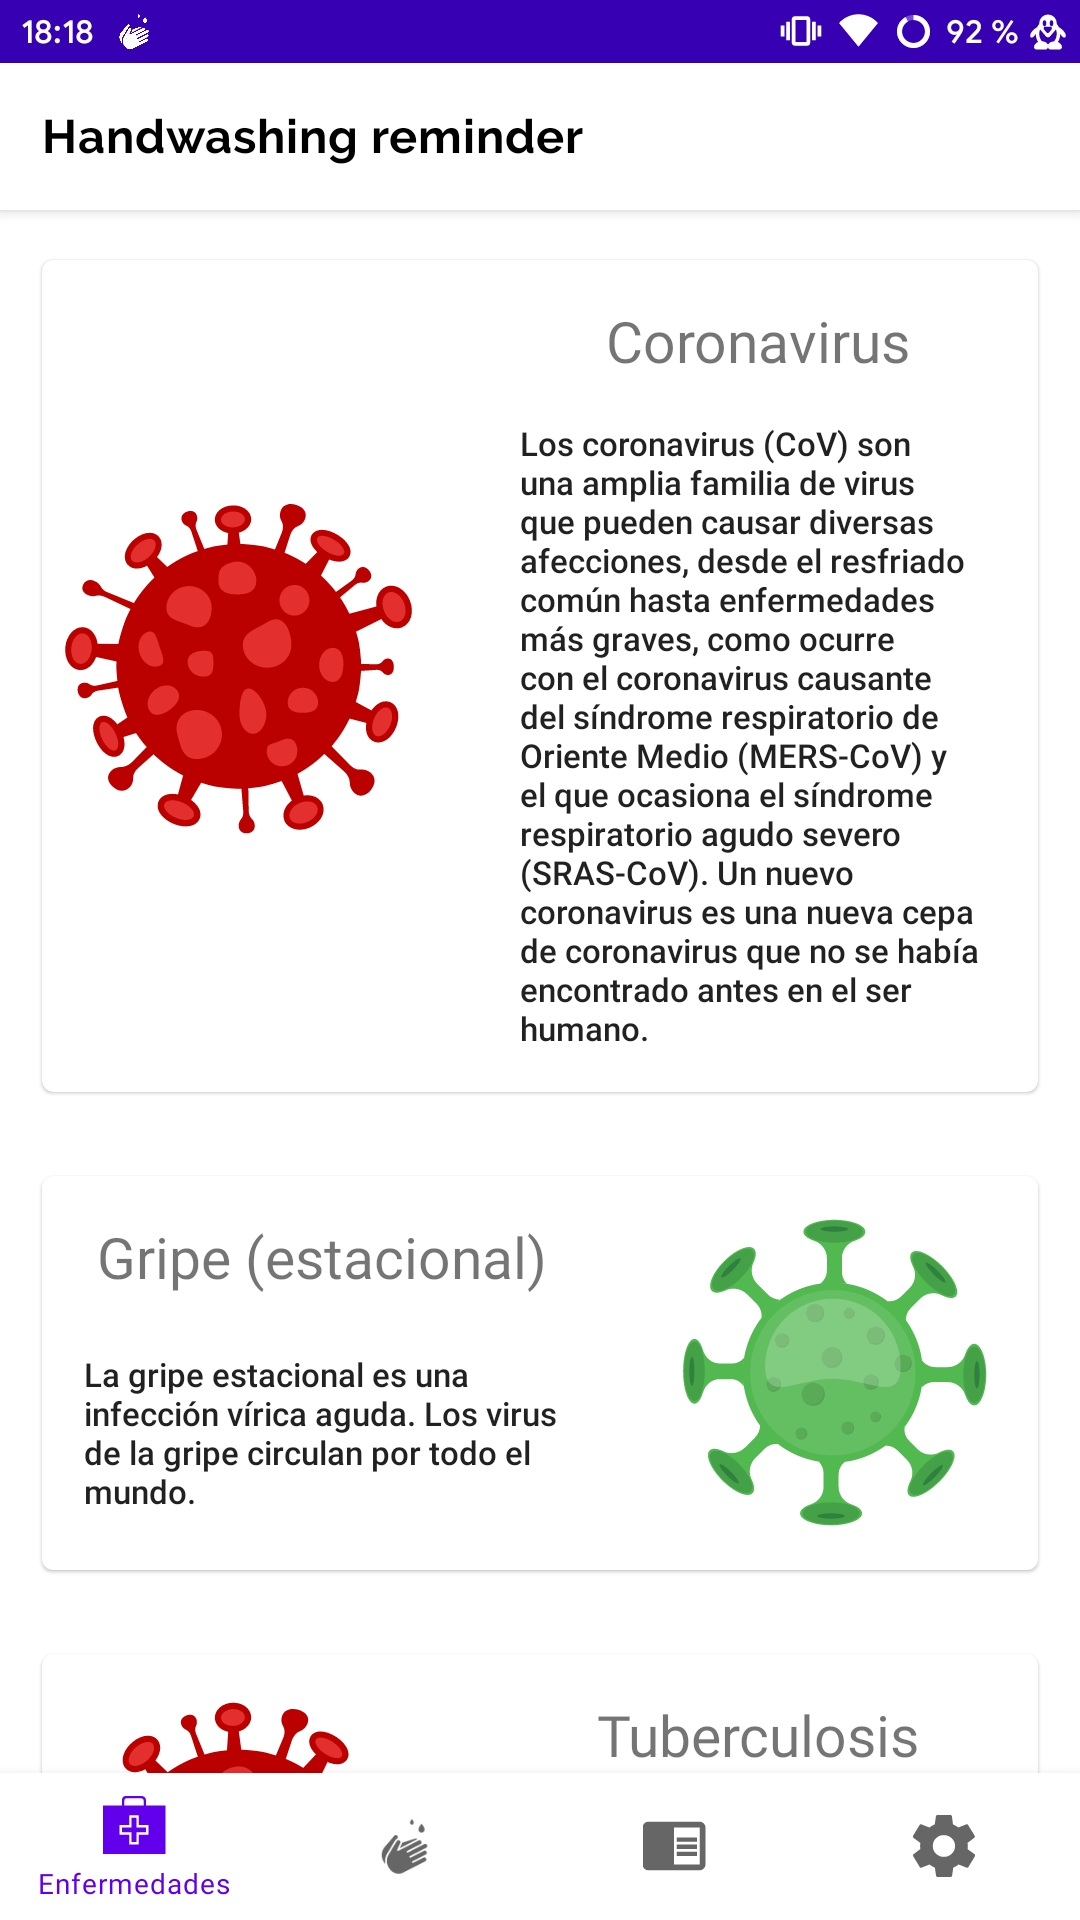 18:18
92 %
Handwashing reminder
Coronavirus
Los coronavirus (CoV) son
una amplia familia de virus
que pueden causar diversas
afecciones, desde el resfriado
común hasta enfermedades
más graves, como ocurre
con el coronavirus causante
del síndrome respiratorio de
Oriente Medio (MERS-CoV) y
el que ocasiona el síndrome
respiratorio agudo severo
(SRAS-CoV). Un nuevo
coronavirus es una nueva cepa
de coronavirus que no se había
encontrado antes en el ser
humano.
Gripe (estacional)
La gripe estacional es una
infección vírica aguda. Los virus
de la gripe circulan por todo el
mundo.
Tuberculosis
Enfermedades